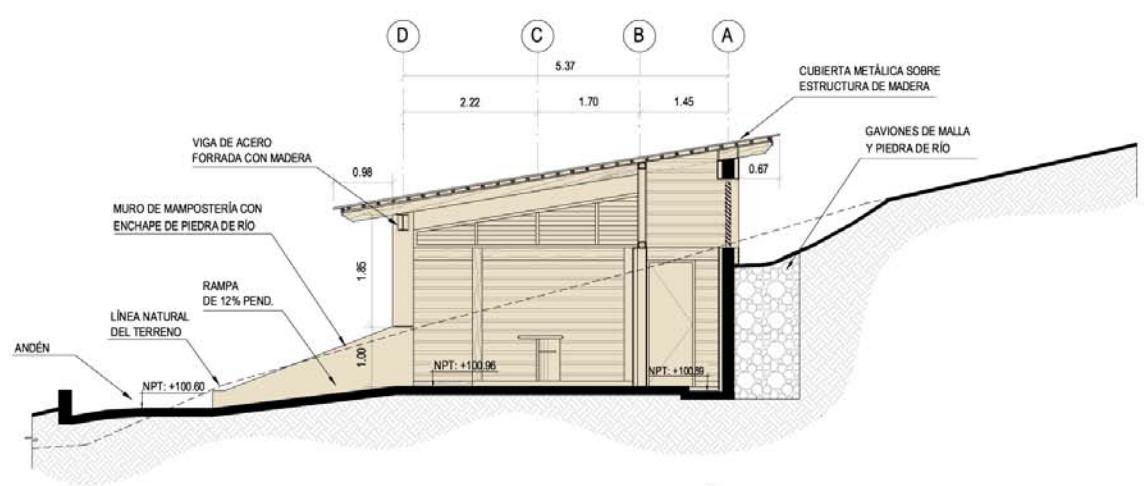 D
C
B
A
5.37
2.22
1.70
1.45
CUBIERTA METÁLICA SOBRE
ESTRUCTURA DE MADERA
GAVIONES DE MALLA
Y PIEDRA DE RÍO
VIGA DE ACERO
FORRADA CON MADERA
0.98
0.67
MURO DE MAMPOSTERÍA CON
ENCHAPE DE PIEDRA DE RÍO
1.85
RAMPA
DE 12% PEND.
LÍNEA NATURAL
DEL TERRENO
ANDÉN
1.00
NPT: +100.60
NPT: +100.96
NPT: +100.89